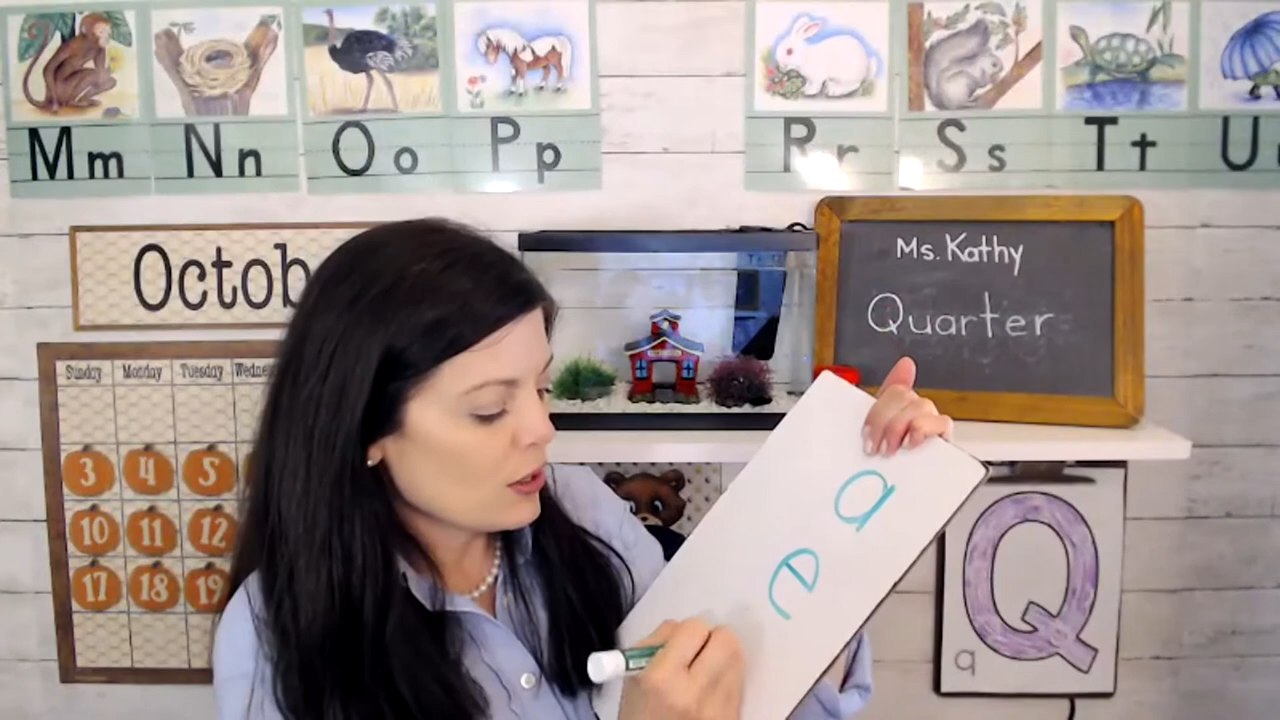 Mm Nn Oo Pp Rr Ss Tt
Octob
Ms. Kathy
Quarter
Sunday Monday Tuesday
3 4 5
10 11 12
17 18 19
a
e
Q
q